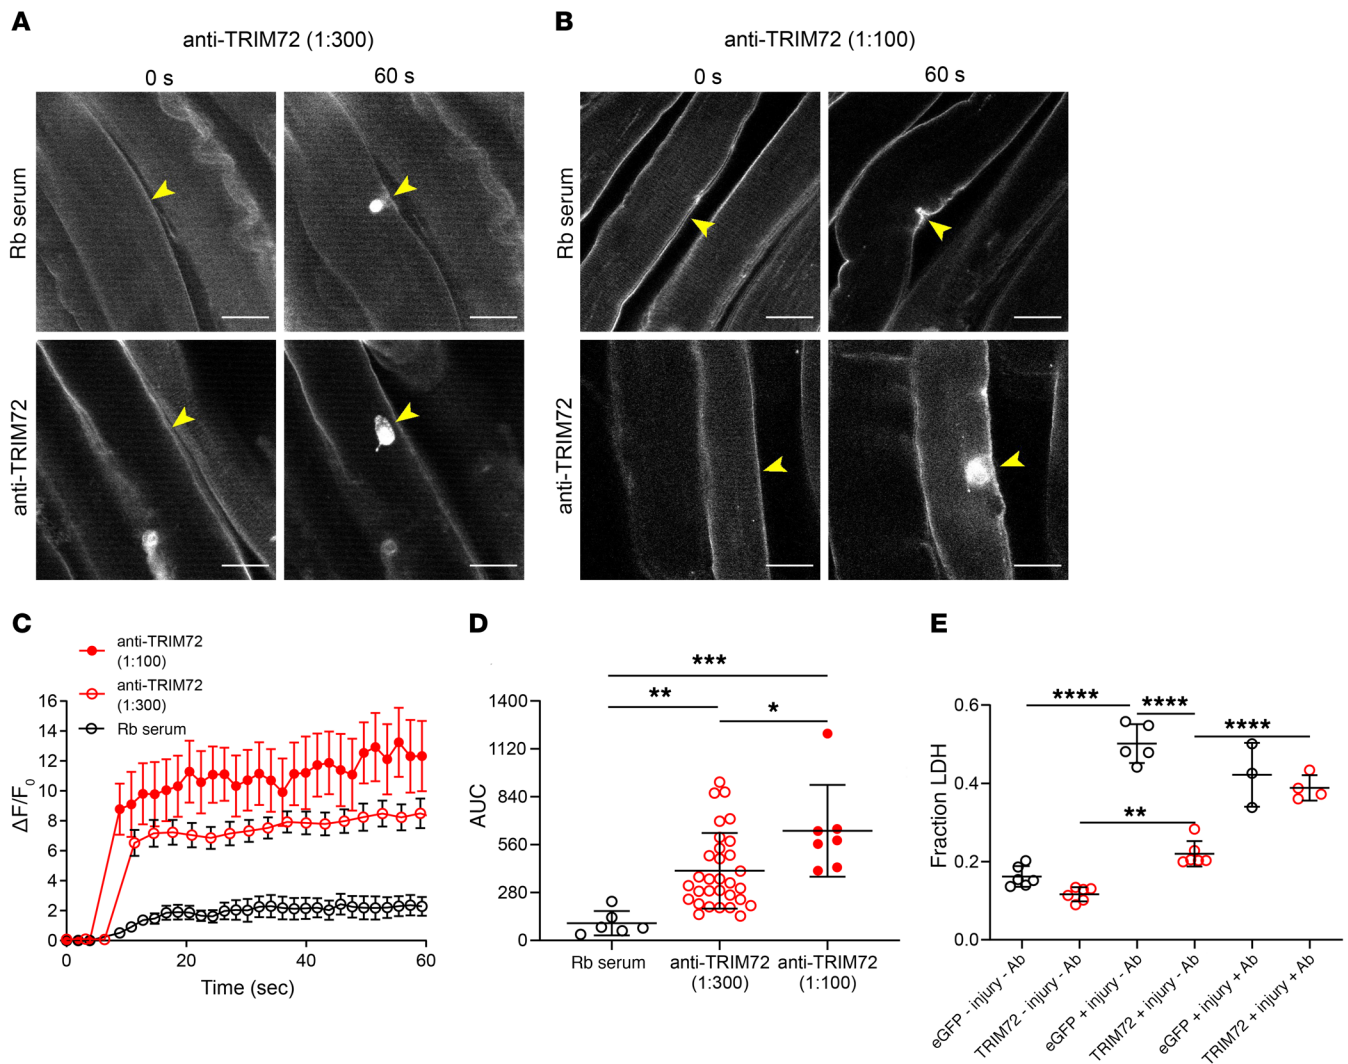 A
anti-TRIM72 (1:300)
0 s
60 s
Rb serum
anti-TRIM72
B
anti-TRIM72 (1:100)
0 s
60 s
Rb serum
anti-TRIM72
C
anti-TRIM72
(1:100)
anti-TRIM72
(1:300)
Rb serum
16
14
12
10
8
6
4
2
0
ΔF/F0
0
20
40
60
Time (sec)
D
***
**
*
1400
1120
840
560
280
0
AUC
Rb serum
anti-TRIM72
(1:300)
anti-TRIM72
(1:100)
E
****
****
****
**
0.6
0.4
0.2
0.0
Fraction LDH
eGFP - injury - Ab
TRIM72 - injury - Ab
eGFP + injury - Ab
TRIM72 + injury - Ab
eGFP + injury + Ab
TRIM72 + injury + Ab